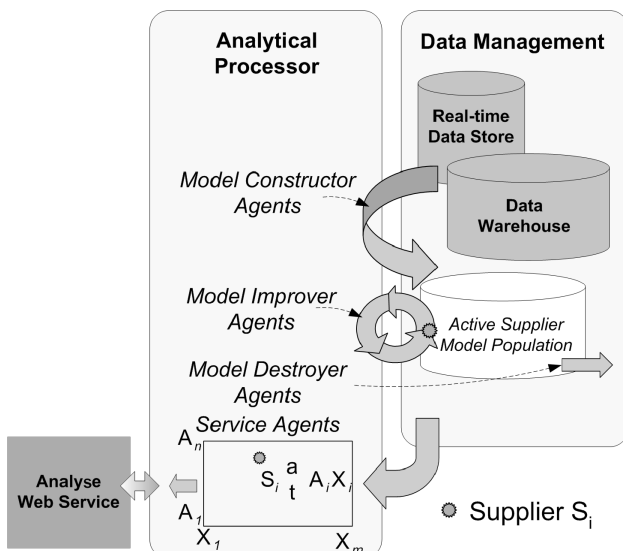 Analytical
Processor
Data Management
Real-time
Data Store
Data
Warehouse
Model Constructor
Agents
Model Improver
Agents
Active Supplier
Model Population
Model Destroyer
Agents
Service Agents
Aₙ
Sᵢ a t AᵢXᵢ
A₁
X₁ Xₘ
Analyse
Web Service
Supplier Sᵢ